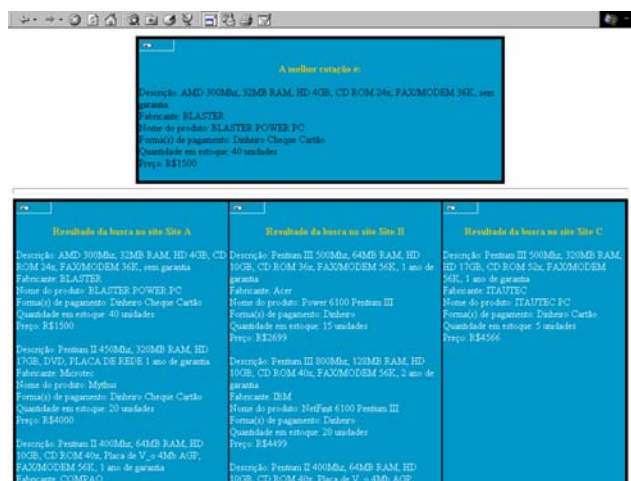 A melhor cotação é:
Descrição: AMD 300Mhz, 32MB RAM, HD 4GB, CD ROM 24x, FAX/MODEM 36K, sem
garantia
Fabricante: BLASTER
Nome do produto: BLASTER POWER PC
Forma(s) de pagamento: Dinheiro Cheque Cartão
Quantidade em estoque: 40 unidades
Preço: R$1500
Resultado da busca no site Site A
Descrição: AMD 300Mhz, 32MB RAM, HD 4GB, CD
ROM 24x, FAX/MODEM 36K, sem garantia
Fabricante: BLASTER
Nome do produto: BLASTER POWER PC
Forma(s) de pagamento: Dinheiro Cheque Cartão
Quantidade em estoque: 40 unidades
Preço: R$1500
Descrição: Pentium II 450Mhz, 320MB RAM, HD
17GB, DVD, PLACA DE REDE 1 ano de garantia
Fabricante: Microtec
Nome do produto: Mythus
Forma(s) de pagamento: Dinheiro Cheque Cartão
Quantidade em estoque: 20 unidades
Preço: R$4000
Descrição: Pentium II 400Mhz, 64MB RAM, HD
10GB, CD ROM 40x, Placa de V_o 4Mb AGP,
FAX/MODEM 56K, 1 ano de garantia
Fabricante: COMPAQ
Resultado da busca no site Site B
Descrição: Pentium III 500Mhz, 64MB RAM, HD
10GB, CD ROM 36x, FAX/MODEM 56K, 1 ano de
garantia
Fabricante: Acer
Nome do produto: Power 6100 Pentium III
Forma(s) de pagamento: Dinheiro
Quantidade em estoque: 15 unidades
Preço: R$2699
Descrição: Pentium III 800Mhz, 128MB RAM, HD
10GB, CD ROM 40x, FAX/MODEM 56K, 2 ano de
garantia
Fabricante: IBM
Nome do produto: NetFinit 6100 Pentium III
Forma(s) de pagamento: Dinheiro
Quantidade em estoque: 20 unidades
Preço: R$4499
Descrição: Pentium II 400Mhz, 64MB RAM, HD
10GB, CD ROM 40x, Placa de V_o 4Mb AGP,
Resultado da busca no site Site C
Descrição: Pentium III 500Mhz, 320MB RAM,
HD 17GB, CD ROM 52x, FAX/MODEM
56K, 1 ano de garantia
Fabricante: ITAUTEC
Nome do produto: ITAUTEC PC
Forma(s) de pagamento: Dinheiro Cartão
Quantidade em estoque: 5 unidades
Preço: R$4566